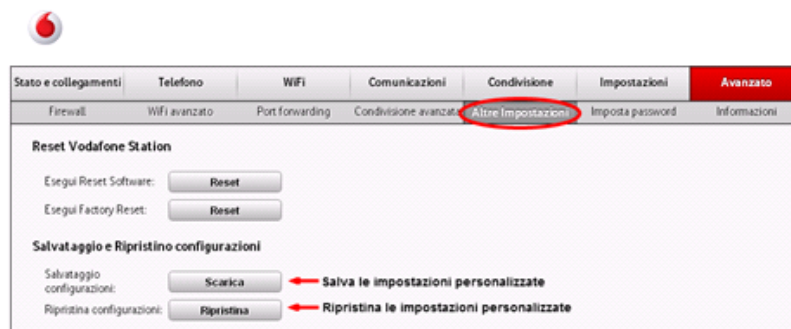 Stato e collegamenti Telefono WiFi Comunicazioni Condivisione Impostazioni Avanzato
Firewall WiFi avanzato Port forwarding Condivisione avanzata Altre Impostazioni Imposta password Informazioni
Reset Vodafone Station
Esegui Reset Software: Reset
Esegui Factory Reset: Reset
Salvataggio e Ripristino configurazioni
Salvataggio
configurazioni: Scarica Salva le impostazioni personalizzate
Ripristina configurazioni: Ripristina Ripristina le impostazioni personalizzate